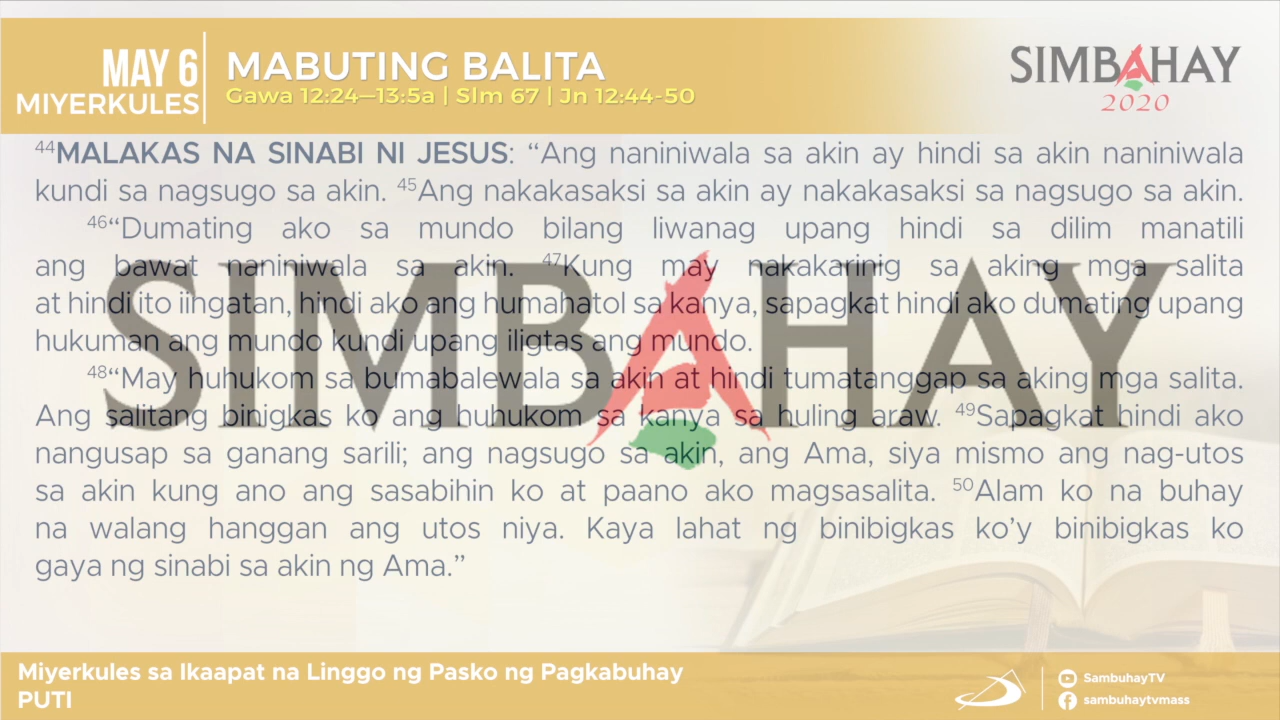 MAY 6
MIYERKULES
MABUTING BALITA
Gawa 12:24—13:5a | Slm 67 | Jn 12:44-50
SIMBAHAY
2020
44MALAKAS NA SINABI NI JESUS: “Ang naniniwala sa akin ay hindi sa akin naniniwala
kundi sa nagsugo sa akin. 45Ang nakakasaksi sa akin ay nakakasaksi sa nagsugo sa akin.
46“Dumating ako sa mundo bilang liwanag upang hindi sa dilim manatili
ang bawat naniniwala sa akin. 47Kung may nakakarinig sa aking mga salita
at hindi ito iingatan, hindi ako ang humahatol sa kanya, sapagkat hindi ako dumating upang
hukuman ang mundo kundi upang iligtas ang mundo.
48“May huhukom sa bumabalewala sa akin at hindi tumatanggap sa aking mga salita.
Ang salitang binigkas ko ang huhukom sa kanya sa huling araw. 49Sapagkat hindi ako
nangusap sa ganang sarili; ang nagsugo sa akin, ang Ama, siya mismo ang nag-utos
sa akin kung ano ang sasabihin ko at paano ako magsasalita. 50Alam ko na buhay
na walang hanggan ang utos niya. Kaya lahat ng binibigkas ko’y binibigkas ko
gaya ng sinabi sa akin ng Ama.”
SIMBAHAY
Miyerkules sa Ikaapat na Linggo ng Pasko ng Pagkabuhay
PUTI
SambuhayTV
sambuhaytvmass